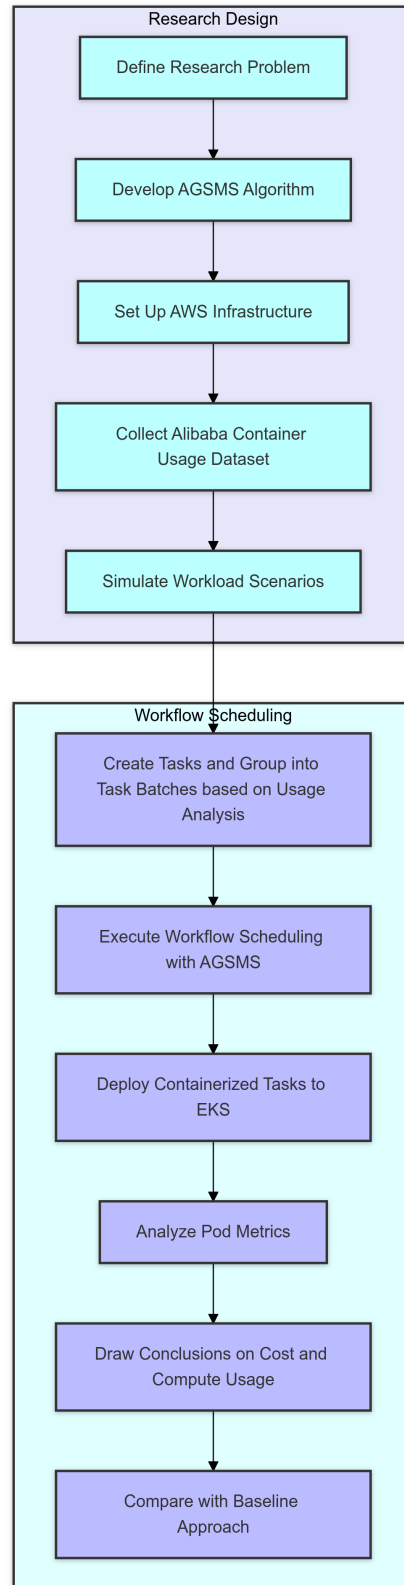 Research Design
Define Research Problem
Develop AGSMS Algorithm
Set Up AWS Infrastructure
Collect Alibaba Container
Usage Dataset
Simulate Workload Scenarios
Workflow Scheduling
Create Tasks and Group into
Task Batches based on Usage
Analysis
Execute Workflow Scheduling
with AGSMS
Deploy Containerized Tasks to
EKS
Analyze Pod Metrics
Draw Conclusions on Cost and
Compute Usage
Compare with Baseline
Approach